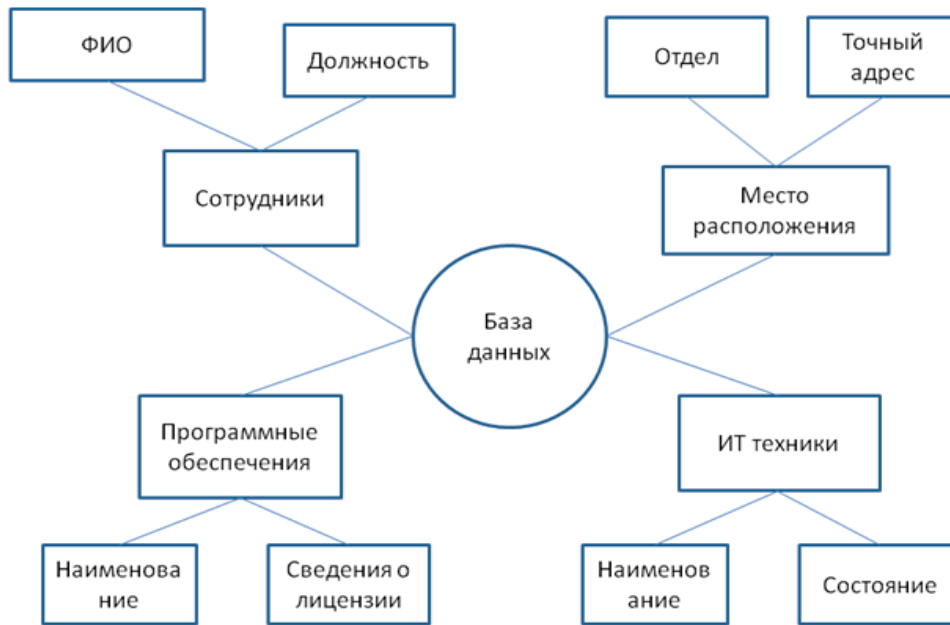 ФИО
Должность
Отдел
Точный
адрес
Сотрудники
Место
расположения
База
данных
Программные
обеспечения
ИТ техники
Наименова
ние
Сведения о
лицензии
Наименов
ание
Состояние